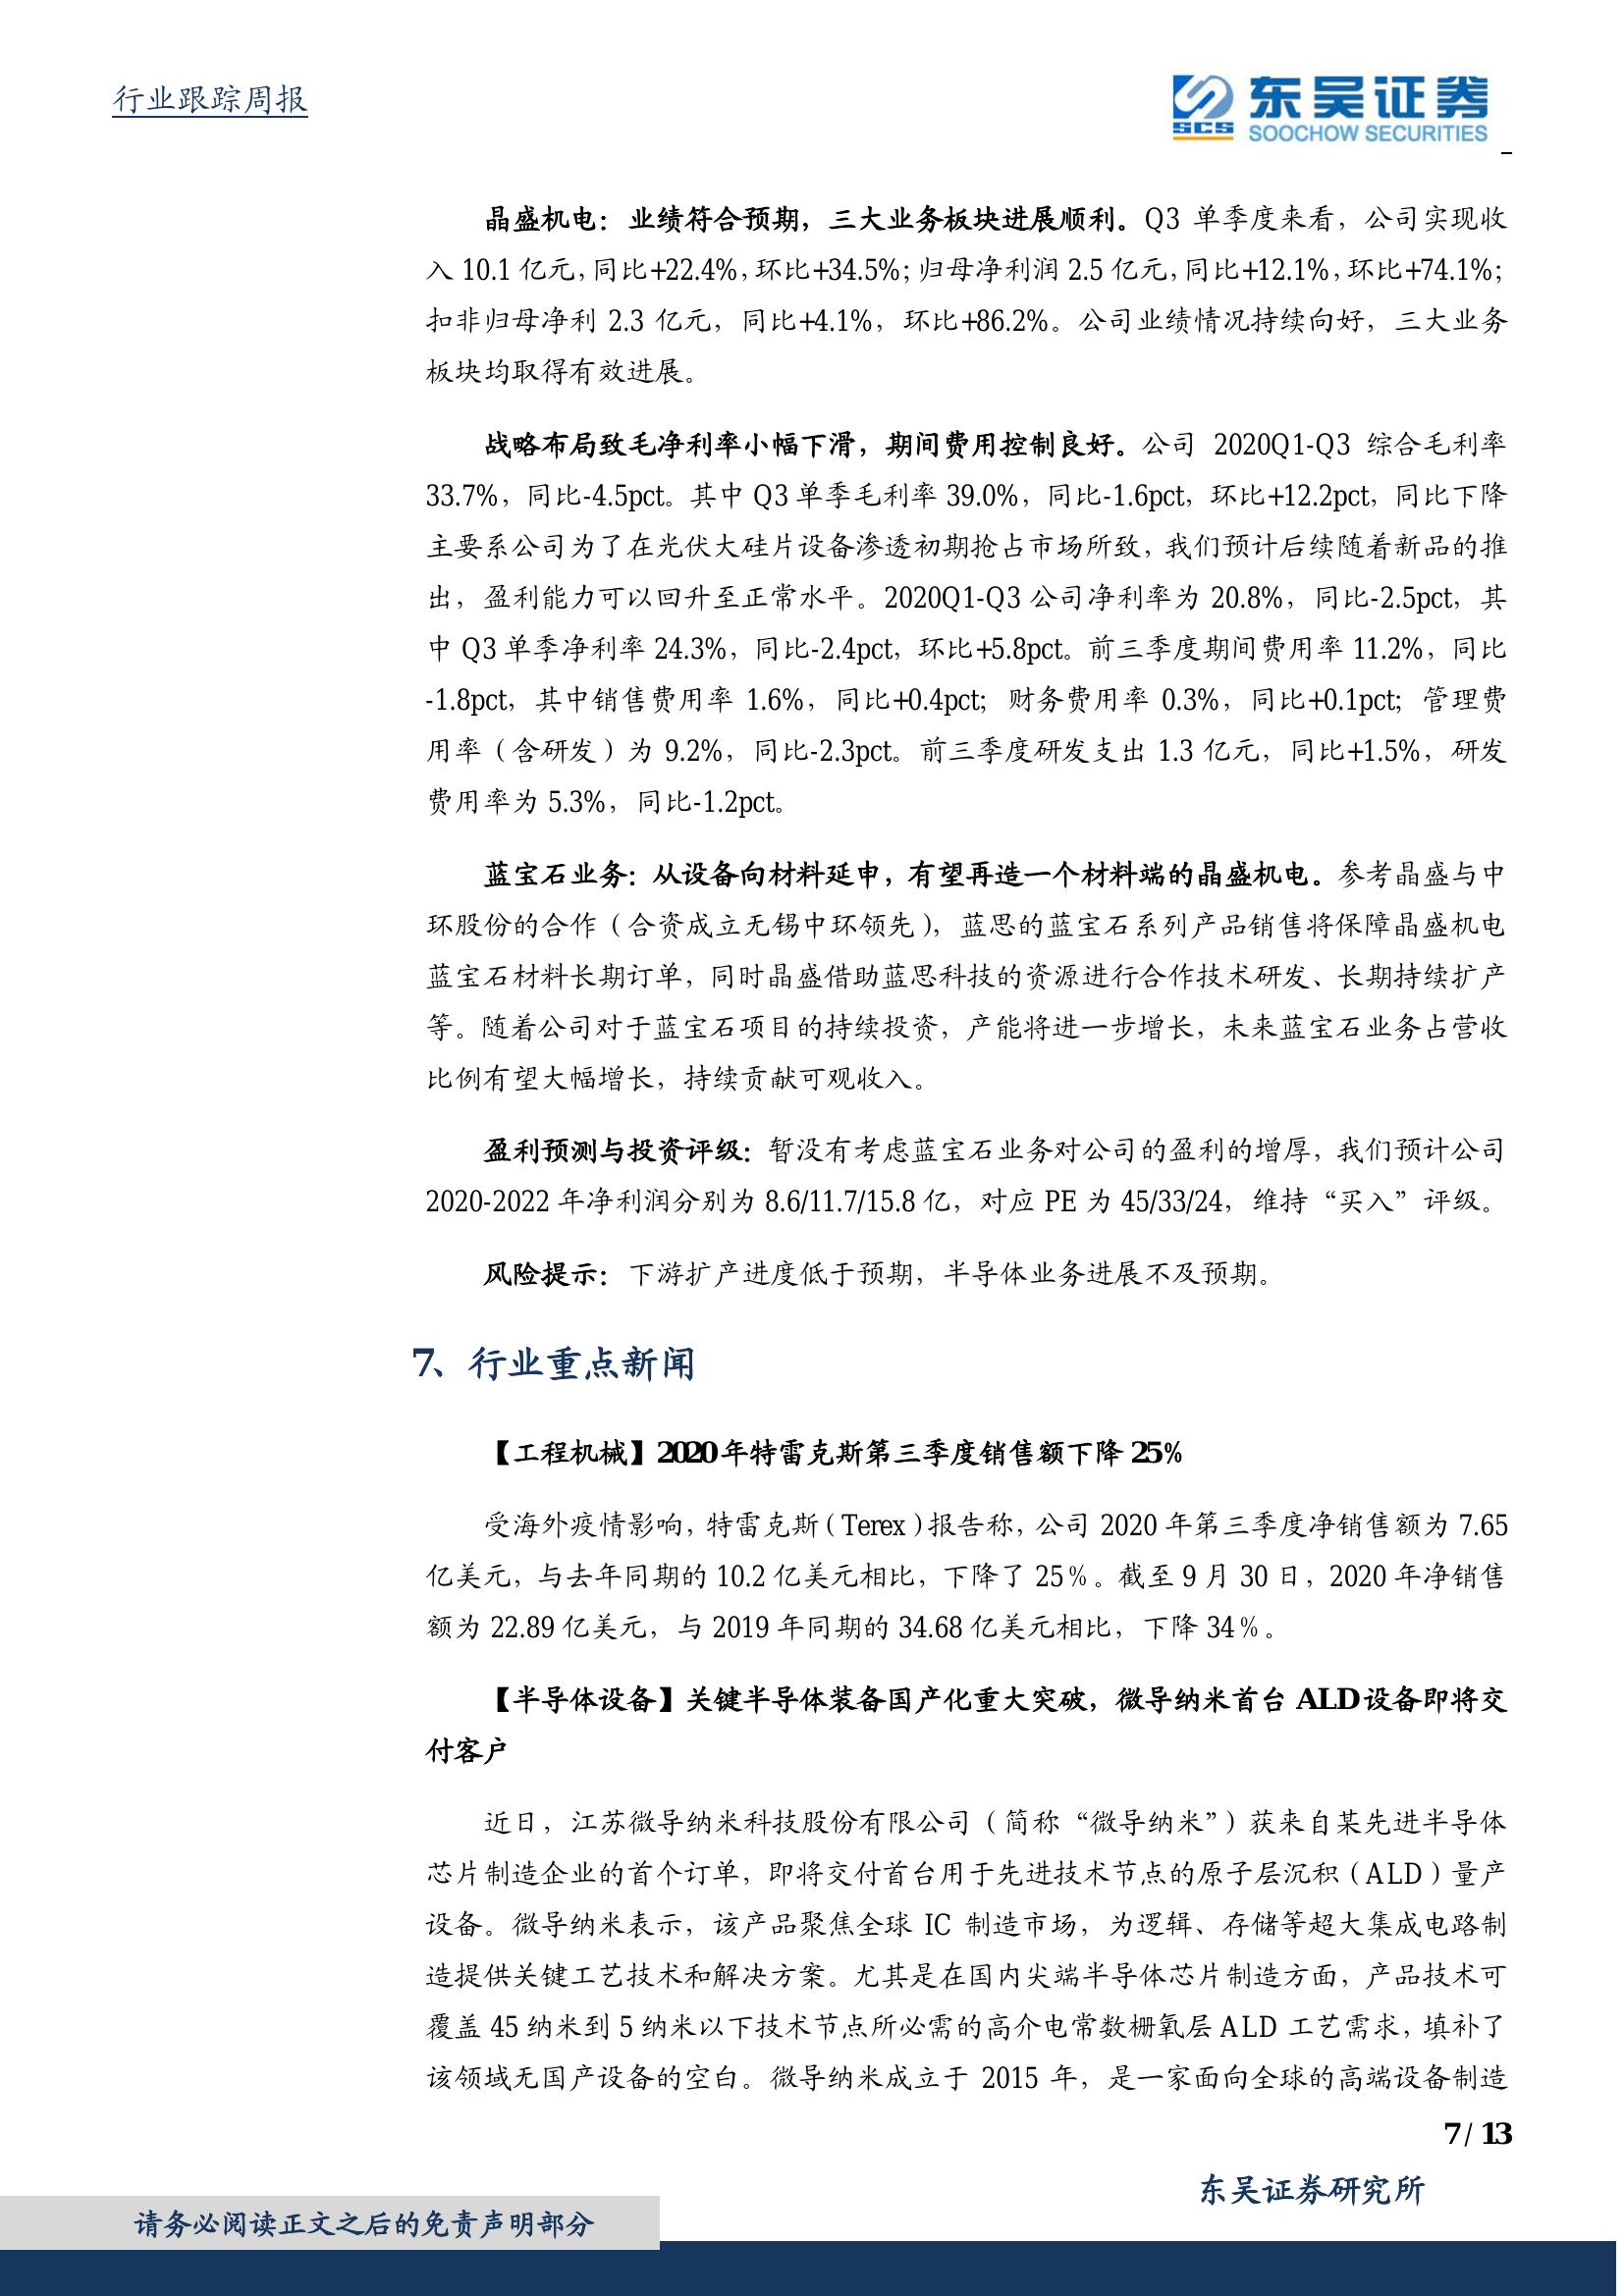 行业跟踪周报
SCS 东吴证券
SOOCHOW SECURITIES
晶盛机电：业绩符合预期，三大业务板块进展顺利。Q3 单季度来看，公司实现收
入 10.1 亿元，同比+22.4%，环比+34.5%；归母净利润 2.5 亿元，同比+12.1%，环比+74.1%；
扣非归母净利 2.3 亿元，同比+4.1%，环比+86.2%。公司业绩情况持续向好，三大业务
板块均取得有效进展。
战略布局致毛净利率小幅下滑，期间费用控制良好。公司 2020Q1-Q3 综合毛利率
33.7%，同比-4.5pct。其中 Q3 单季毛利率 39.0%，同比-1.6pct，环比+12.2pct，同比下降
主要系公司为了在光伏大硅片设备渗透初期抢占市场所致，我们预计后续随着新品的推
出，盈利能力可以回升至正常水平。2020Q1-Q3 公司净利率为 20.8%，同比-2.5pct，其
中 Q3 单季净利率 24.3%，同比-2.4pct，环比+5.8pct。前三季度期间费用率 11.2%，同比
-1.8pct，其中销售费用率 1.6%，同比+0.4pct；财务费用率 0.3%，同比+0.1pct；管理费
用率（含研发）为 9.2%，同比-2.3pct。前三季度研发支出 1.3 亿元，同比+1.5%，研发
费用率为 5.3%，同比-1.2pct。
蓝宝石业务：从设备向材料延申，有望再造一个材料端的晶盛机电。参考晶盛与中
环股份的合作（合资成立无锡中环领先），蓝思的蓝宝石系列产品销售将保障晶盛机电
蓝宝石材料长期订单，同时晶盛借助蓝思科技的资源进行合作技术研发、长期持续扩产
等。随着公司对于蓝宝石项目的持续投资，产能将进一步增长，未来蓝宝石业务占营收
比例有望大幅增长，持续贡献可观收入。
盈利预测与投资评级：暂没有考虑蓝宝石业务对公司的盈利的增厚，我们预计公司
2020-2022 年净利润分别为 8.6/11.7/15.8 亿，对应 PE 为 45/33/24，维持“买入”评级。
风险提示：下游扩产进度低于预期，半导体业务进展不及预期。
7、行业重点新闻
【工程机械】2020 年特雷克斯第三季度销售额下降 25%
受海外疫情影响，特雷克斯（Terex）报告称，公司 2020 年第三季度净销售额为 7.65
亿美元，与去年同期的 10.2 亿美元相比，下降了 25%。截至 9 月 30 日，2020 年净销售
额为 22.89 亿美元，与 2019 年同期的 34.68 亿美元相比，下降 34%。
【半导体设备】关键半导体装备国产化重大突破，微导纳米首台 ALD 设备即将交
付客户
近日，江苏微导纳米科技股份有限公司（简称“微导纳米”）获来自某先进半导体
芯片制造企业的首个订单，即将交付首台用于先进技术节点的原子层沉积（ALD）量产
设备。微导纳米表示，该产品聚焦全球 IC 制造市场，为逻辑、存储等超大集成电路制
造提供关键工艺技术和解决方案。尤其是在国内尖端半导体芯片制造方面，产品技术可
覆盖 45 纳米到 5 纳米以下技术节点所必需的高介电常数栅氧层 ALD 工艺需求，填补了
该领域无国产设备的空白。微导纳米成立于 2015 年，是一家面向全球的高端设备制造
7 / 13
东吴证券研究所
请务必阅读正文之后的免责声明部分